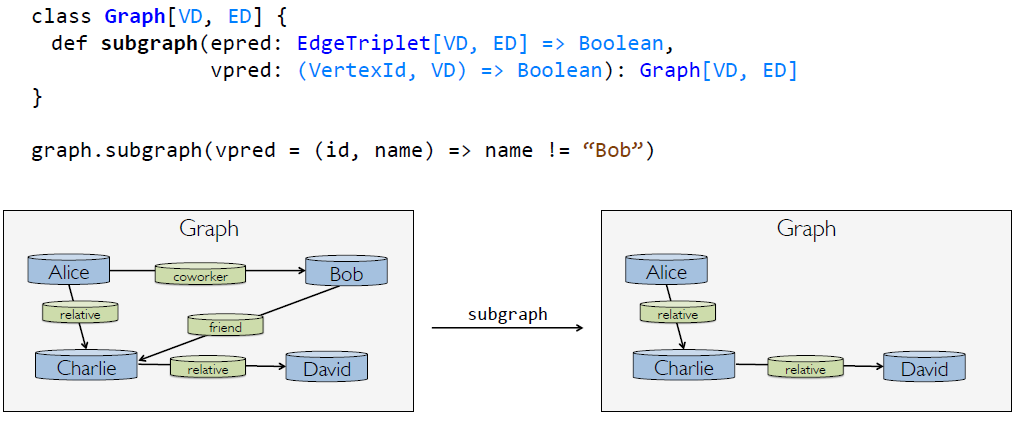 class Graph[VD, ED] {
def subgraph(epred: EdgeTriplet[VD, ED] => Boolean,
vpred: (VertexId, VD) => Boolean): Graph[VD, ED]
}
graph.subgraph(vpred = (id, name) => name != “Bob”)
Graph
Alice
coworker
Bob
relative
friend
Charlie
relative
David
subgraph
Graph
Alice
relative
Charlie
relative
David